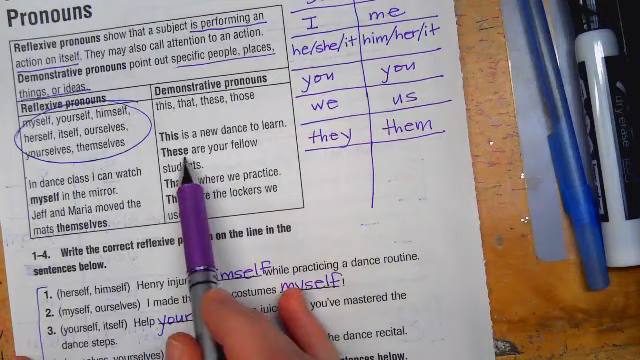 Pronouns
Reflexive pronouns show that a subject is performing an
action on itself. They may also call attention to an action.
Demonstrative pronouns point out specific people, places,
things, or ideas.
Reflexive pronouns
myself, yourself, himself,
herself, itself, ourselves,
yourselves, themselves
In dance class I can watch
myself in the mirror.
Jeff and Maria moved the
mats themselves.
Demonstrative pronouns
this, that, these, those
This is a new dance to learn.
These are your fellow
where we practice.
the lockers we
I me
he/she/it him/her/it
you you
we us
they them
1–4. Write the correct reflexive on the line in the
sentences below.
1. (herself, himself) Henry while practicing a dance routine.
2. (myself, ourselves) I made costumes myself!
3. (yourself, itself) Help you've mastered the
dance steps.
the dance recital.
sentences below.